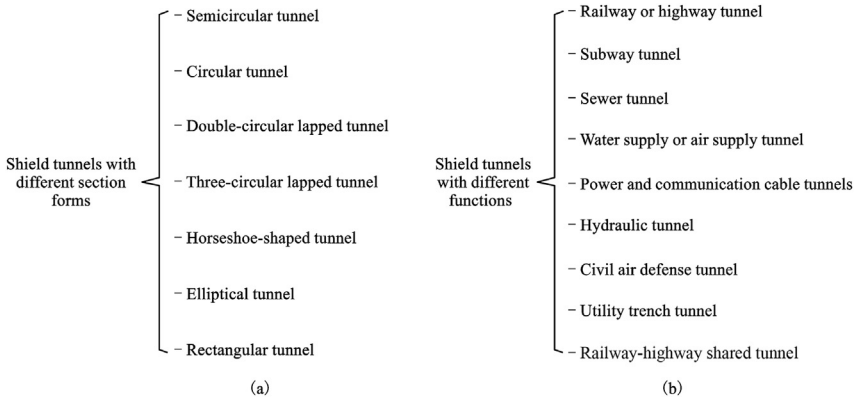 Shield tunnels with
different section
forms
– Semicircular tunnel
– Circular tunnel
– Double-circular lapped tunnel
– Three-circular lapped tunnel
– Horseshoe-shaped tunnel
– Elliptical tunnel
– Rectangular tunnel
(a)
Shield tunnels
with different
functions
– Railway or highway tunnel
– Subway tunnel
– Sewer tunnel
– Water supply or air supply tunnel
– Power and communication cable tunnels
– Hydraulic tunnel
– Civil air defense tunnel
– Utility trench tunnel
– Railway-highway shared tunnel
(b)